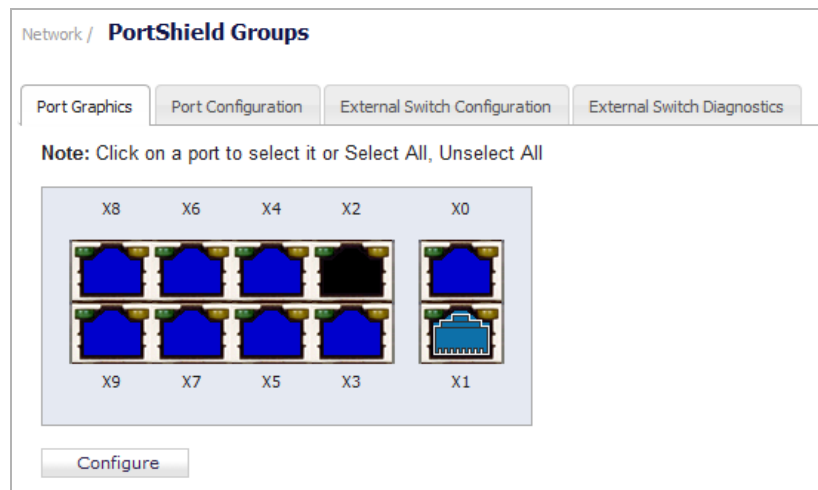 Network / PortShield Groups
Port Graphics Port Configuration External Switch Configuration External Switch Diagnostics
Note: Click on a port to select it or Select All, Unselect All
X8 X6 X4 X2 X0
X9 X7 X5 X3 X1
Configure